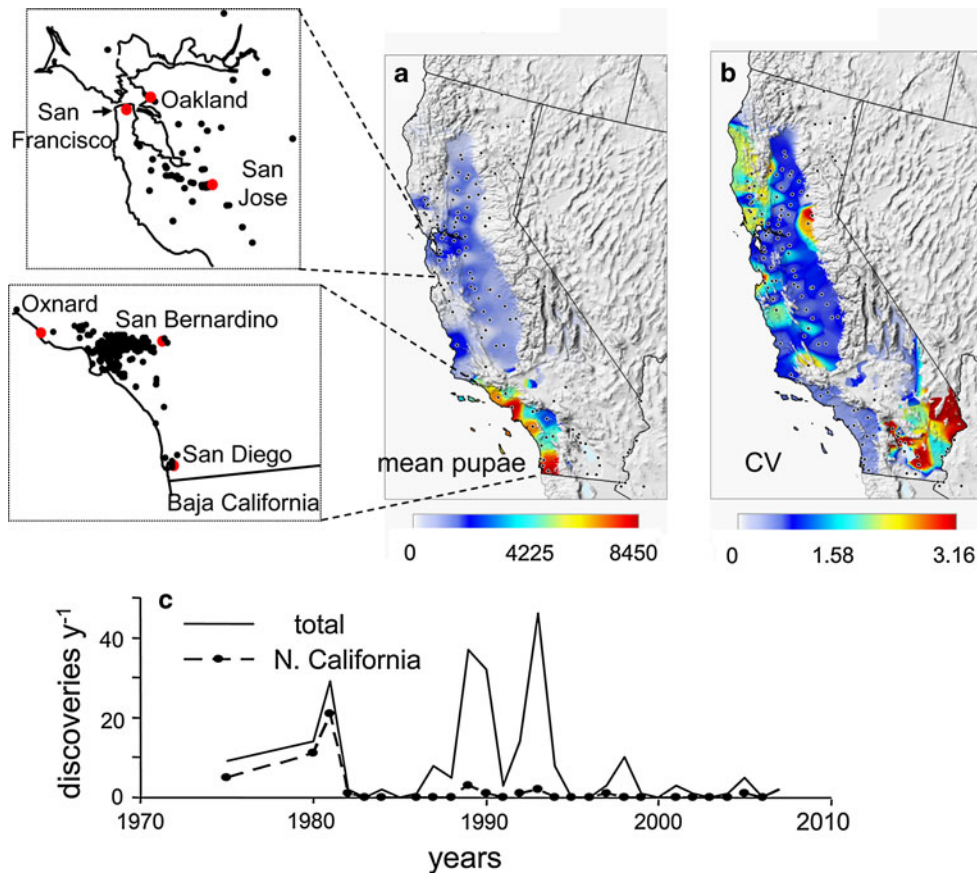 Oakland
San
Francisco
San
Jose
Oxnard
San Bernardino
San Diego
Baja California
a
mean pupae
0 4225 8450
b
CV
0 1.58 3.16
c
total
N. California
discoveries y⁻¹
40
20
0
1970 1980 1990 2000 2010
years